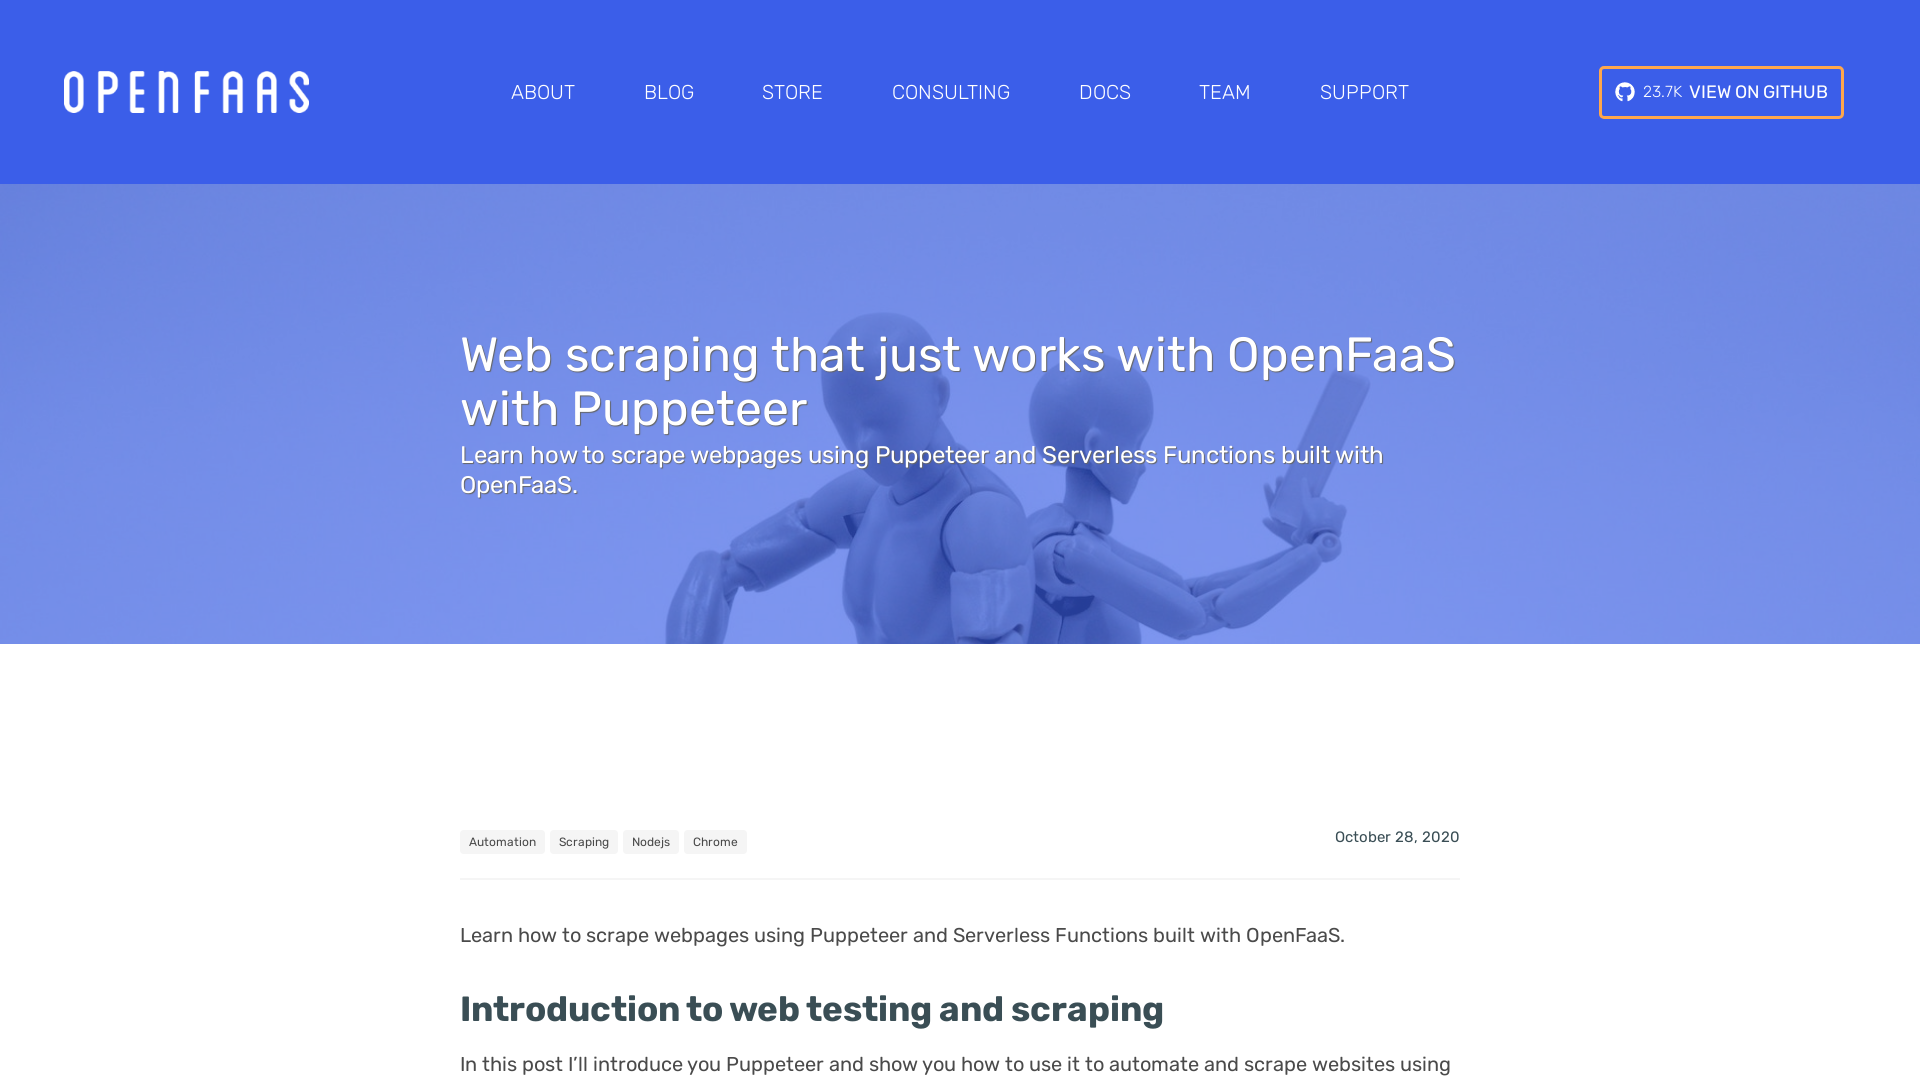 OPENFAAS
ABOUT
BLOG
STORE
CONSULTING
DOCS
TEAM
SUPPORT
23.7K VIEW ON GITHUB
Web scraping that just works with OpenFaaS
with Puppeteer
Learn how to scrape webpages using Puppeteer and Serverless Functions built with
OpenFaaS.
Automation
Scraping
Nodejs
Chrome
October 28, 2020
Learn how to scrape webpages using Puppeteer and Serverless Functions built with OpenFaaS.
Introduction to web testing and scraping
In this post I’ll introduce you Puppeteer and show you how to use it to automate and scrape websites using